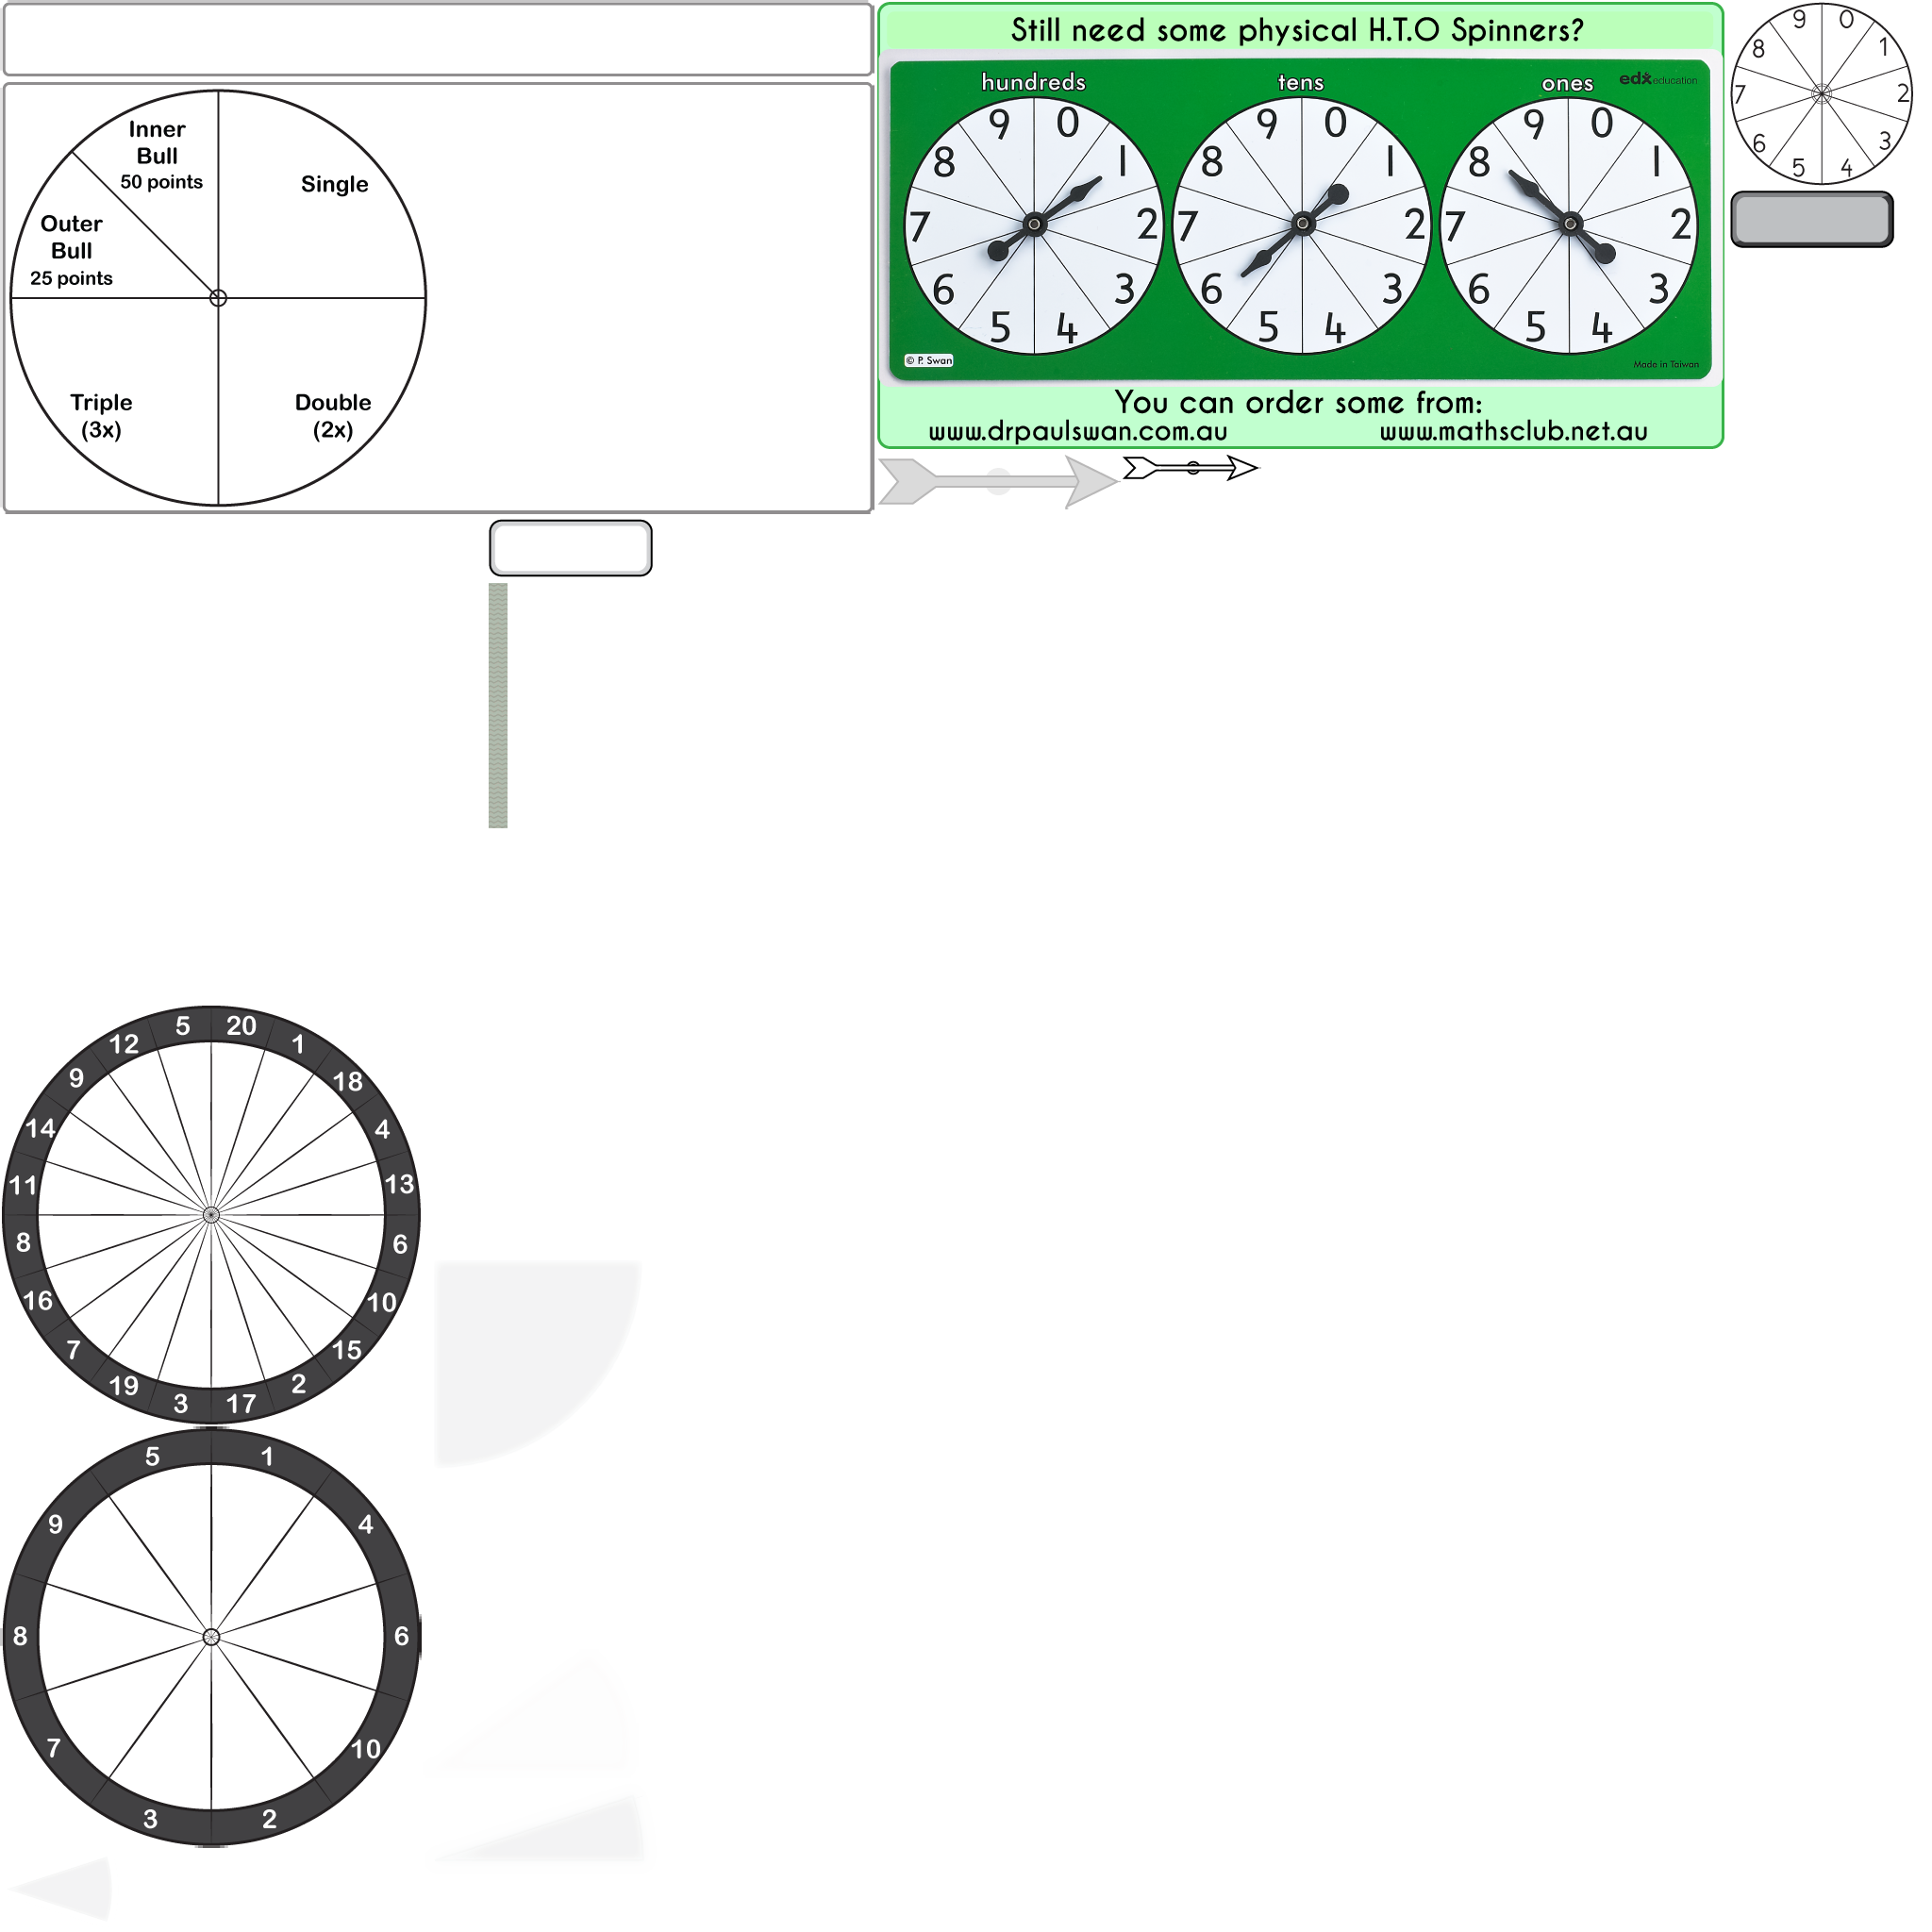 Inner
Bull
50 points
Single
Outer
Bull
25 points
Triple
(3x)
Double
(2x)
Still need some physical H.T.O Spinners?
hundreds
tens
ones
edx education
9 0
8 1
7 2
6 3
5 4
9 0
8 1
7 2
6 3
5 4
9 0
8 1
7 2
6 3
5 4
© P. Swan
Made in Taiwan
You can order some from:
www.drpaulswan.com.au
www.mathsclub.net.au
9 0
8 1
7 2
6 3
5 4
5 20
12 1
9 18
14 4
11 13
8 6
16 10
7 15
19 2
3 17
5 1
9 4
8 6
7 10
3 2